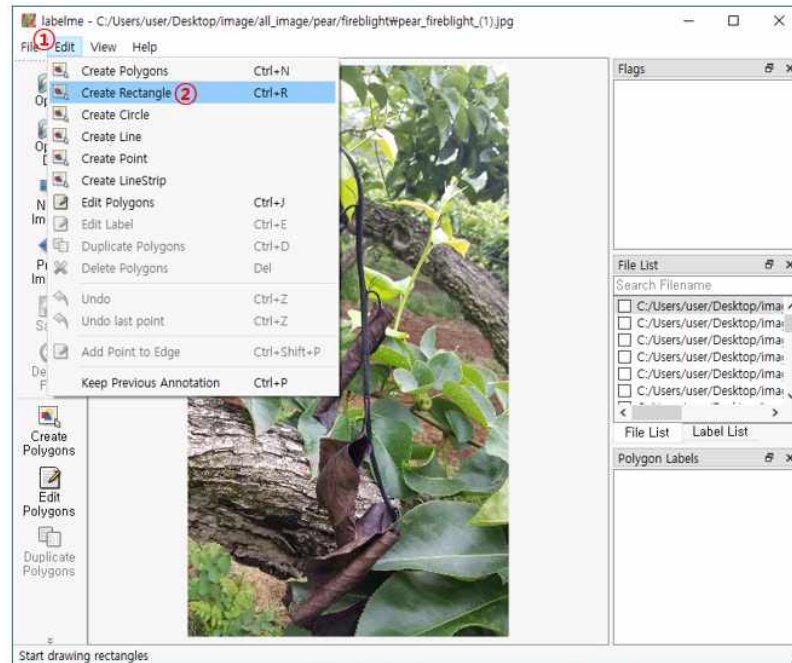 labelme - C:/Users/user/Desktop/image/all_image/pear/fireblight₩pear_fireblight_(1).jpg
① ②
File Edit View Help
Create Polygons Ctrl+N
Create Rectangle Ctrl+R
Create Circle
Create Line
Create Point
Create LineStrip
Edit Polygons Ctrl+J
Edit Label Ctrl+E
Duplicate Polygons Ctrl+D
Delete Polygons Del
Undo Ctrl+Z
Undo last point Ctrl+Z
Add Point to Edge Ctrl+Shift+P
Keep Previous Annotation Ctrl+P
Create
Polygons
Edit
Polygons
Duplicate
Polygons
Flags
File List
Search Filename
C:/Users/user/Desktop/ima
C:/Users/user/Desktop/ima
C:/Users/user/Desktop/ima
C:/Users/user/Desktop/ima
C:/Users/user/Desktop/ima
C:/Users/user/Desktop/ima
File List Label List
Polygon Labels
Start drawing rectangles